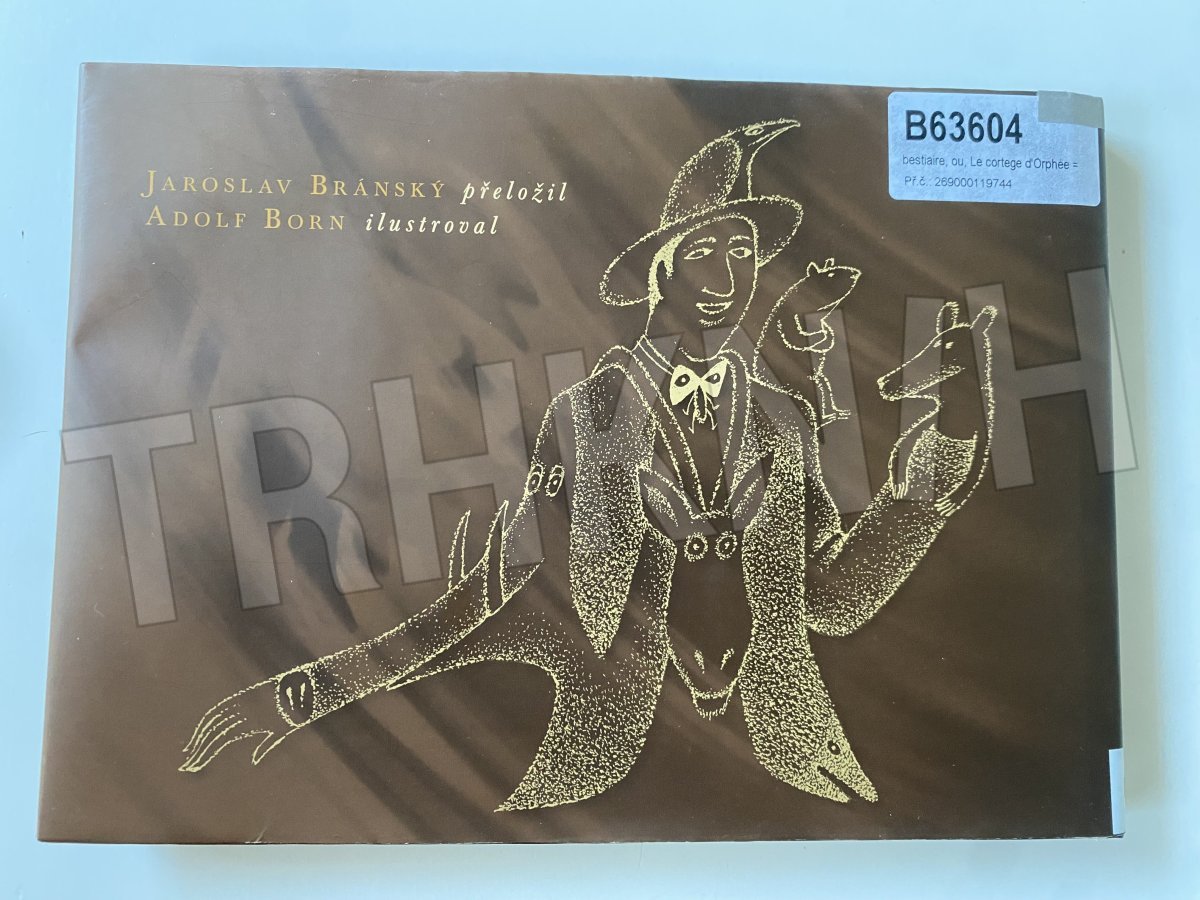 JAROSLAV BRÁNSKÝ přeložil
ADOLF BORN ilustroval
B63604
bestiaire, ou, Le cortege d'Orphée =
Př.č.: 269000119744
TRHKNIH